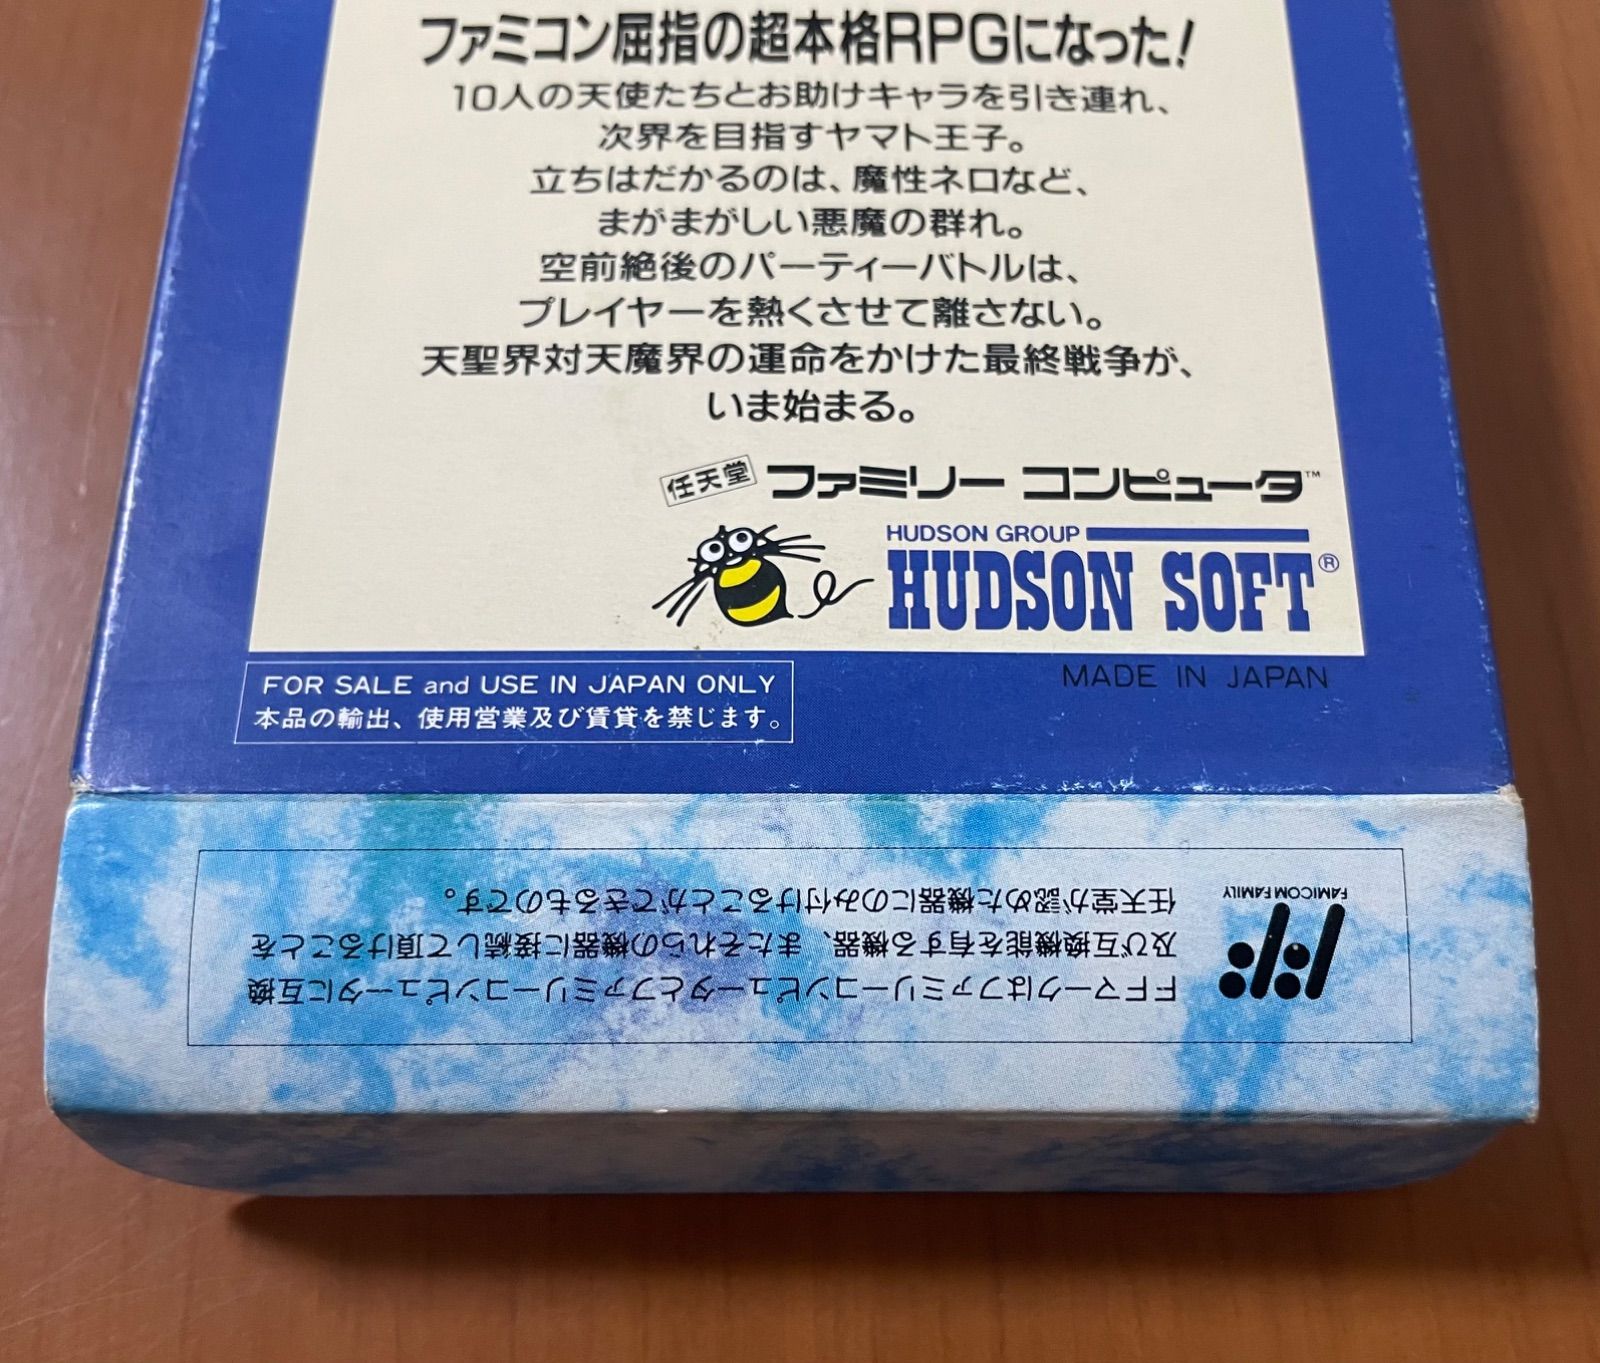 ファミコン屈指の超本格RPGになった!
10人の天使たちとお助けキャラを引き連れ、
次界を目指すヤマト王子。
立ちはだかるのは、魔性ネロなど、
まがまがしい悪魔の群れ。
空前絶後のパーティーバトルは、
プレイヤーを熱くさせて離さない。
天聖界対天魔界の運命をかけた最終戦争が、
いま始まる。
任天堂 ファミリー コンピュータ™
HUDSON GROUP
HUDSON SOFT®
MADE IN JAPAN
FOR SALE and USE IN JAPAN ONLY
本品の輸出、使用営業及び賃貸を禁じます。
FFマークはファミリーコンピュータとファミリーコンピュータに互換
及び互換機能を有する機器、またそれらの機器に接続して頂けることを
任天堂が認めた機器にのみ付けることができるものです。
FAMICOM FAMILY